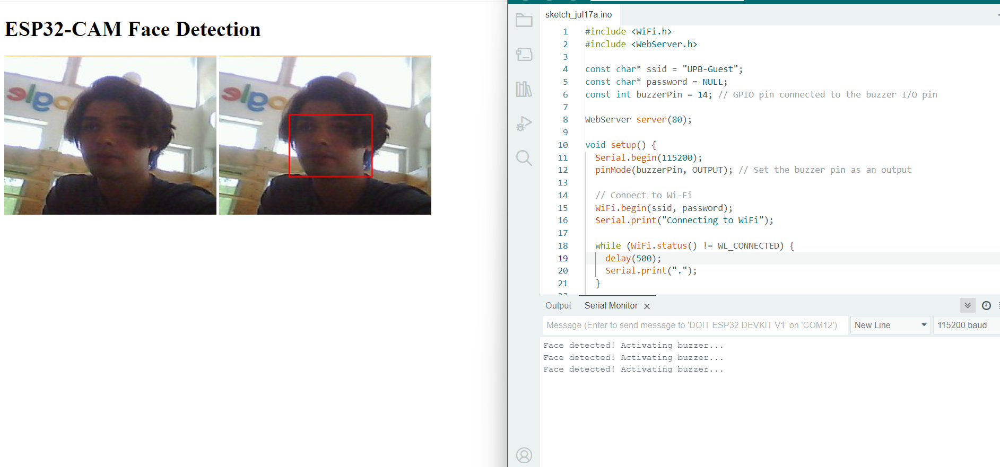 ESP32-CAM Face Detection
sketch_jul17a.ino
1 #include <WiFi.h>
2 #include <WebServer.h>
3
4 const char* ssid = "UPB-Guest";
5 const char* password = NULL;
6 const int buzzerPin = 14; // GPIO pin connected to the buzzer I/O pin
7
8 WebServer server(80);
9
10 void setup() {
11 Serial.begin(115200);
12 pinMode(buzzerPin, OUTPUT); // Set the buzzer pin as an output
13
14 // Connect to Wi-Fi
15 WiFi.begin(ssid, password);
16 Serial.print("Connecting to WiFi");
17
18 while (WiFi.status() != WL_CONNECTED) {
19 delay(500);
20 Serial.print(".");
21 }
Output Serial Monitor
Message (Enter to send message to 'DOIT ESP32 DEVKIT V1' on 'COM12') New Line 115200 baud
Face detected! Activating buzzer...
Face detected! Activating buzzer...
Face detected! Activating buzzer...